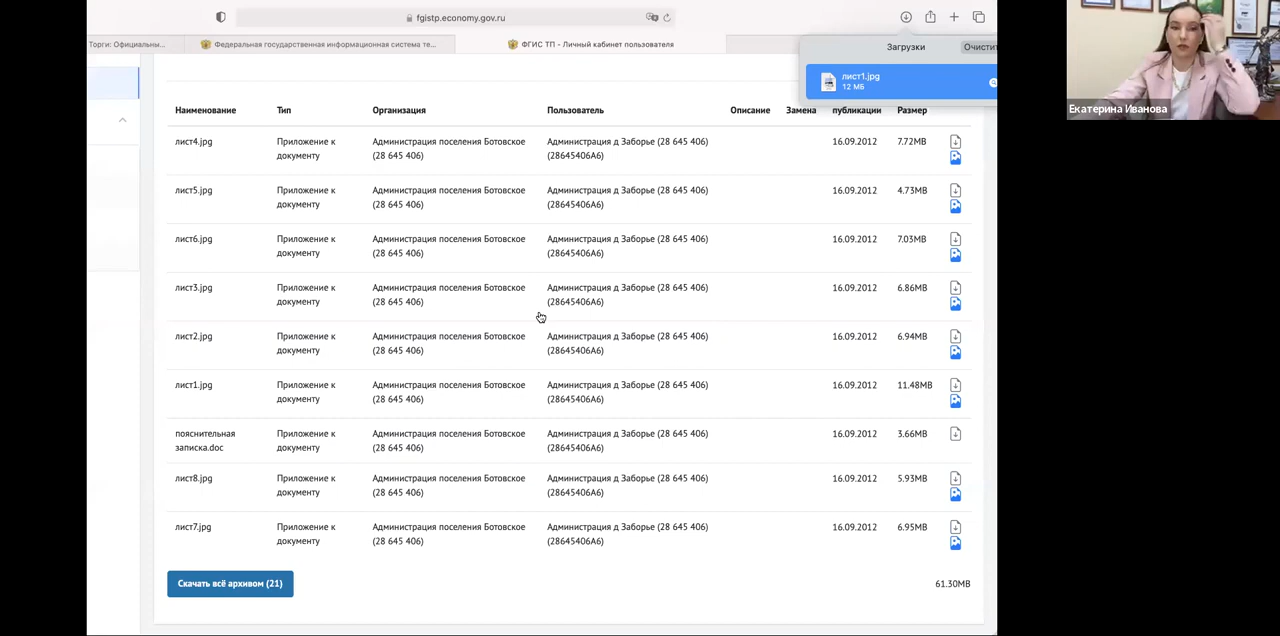 fgistp.economy.gov.ru
Торги: Официальны...
Федеральная государственная информационная система те...
ФГИС ТП - Личный кабинет пользователя
Загрузки
Очистит
лист1.jpg
12 МБ
Екатерина Иванова
Наименование Тип Организация Пользователь Описание Замена публикации Размер
лист4.jpg Приложение к Администрация поселения Ботовское Администрация д Заборье (28 645 406) 16.09.2012 7.72MB
документу (28 645 406) (28645406A6)
лист5.jpg Приложение к Администрация поселения Ботовское Администрация д Заборье (28 645 406) 16.09.2012 4.73MB
документу (28 645 406) (28645406A6)
лист6.jpg Приложение к Администрация поселения Ботовское Администрация д Заборье (28 645 406) 16.09.2012 7.03MB
документу (28 645 406) (28645406A6)
лист3.jpg Приложение к Администрация поселения Ботовское Администрация д Заборье (28 645 406) 16.09.2012 6.86MB
документу (28 645 406) (28645406A6)
лист2.jpg Приложение к Администрация поселения Ботовское Администрация д Заборье (28 645 406) 16.09.2012 6.94MB
документу (28 645 406) (28645406A6)
лист1.jpg Приложение к Администрация поселения Ботовское Администрация д Заборье (28 645 406) 16.09.2012 11.48MB
документу (28 645 406) (28645406A6)
пояснительная Приложение к Администрация поселения Ботовское Администрация д Заборье (28 645 406) 16.09.2012 3.66MB
записка.doc документу (28 645 406) (28645406A6)
лист8.jpg Приложение к Администрация поселения Ботовское Администрация д Заборье (28 645 406) 16.09.2012 5.93MB
документу (28 645 406) (28645406A6)
лист7.jpg Приложение к Администрация поселения Ботовское Администрация д Заборье (28 645 406) 16.09.2012 6.95MB
документу (28 645 406) (28645406A6)
Скачать всё архивом (21) 61.30MB